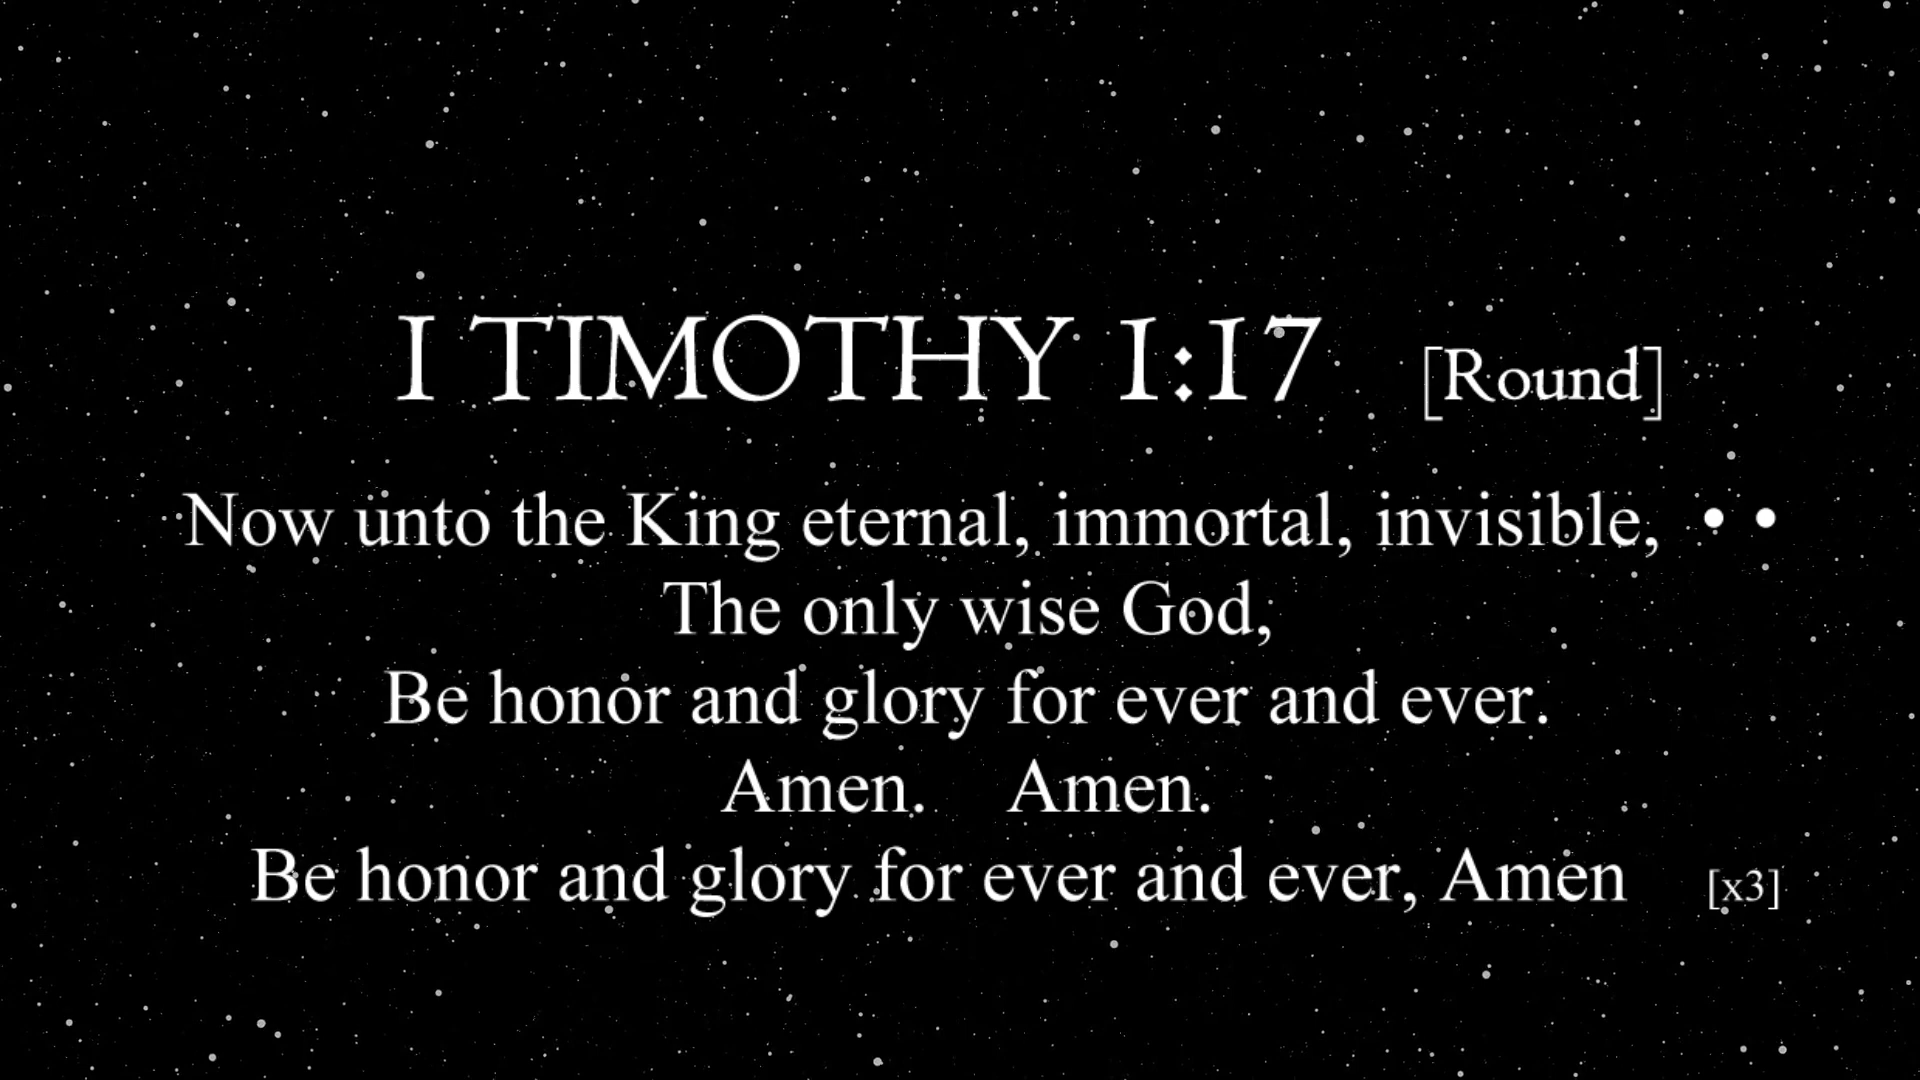 I TIMOTHY 1:17 [Round]
Now unto the King eternal, immortal, invisible, • •
The only wise God,
Be honor and glory for ever and ever.
Amen. Amen.
Be honor and glory for ever and ever, Amen [x3]